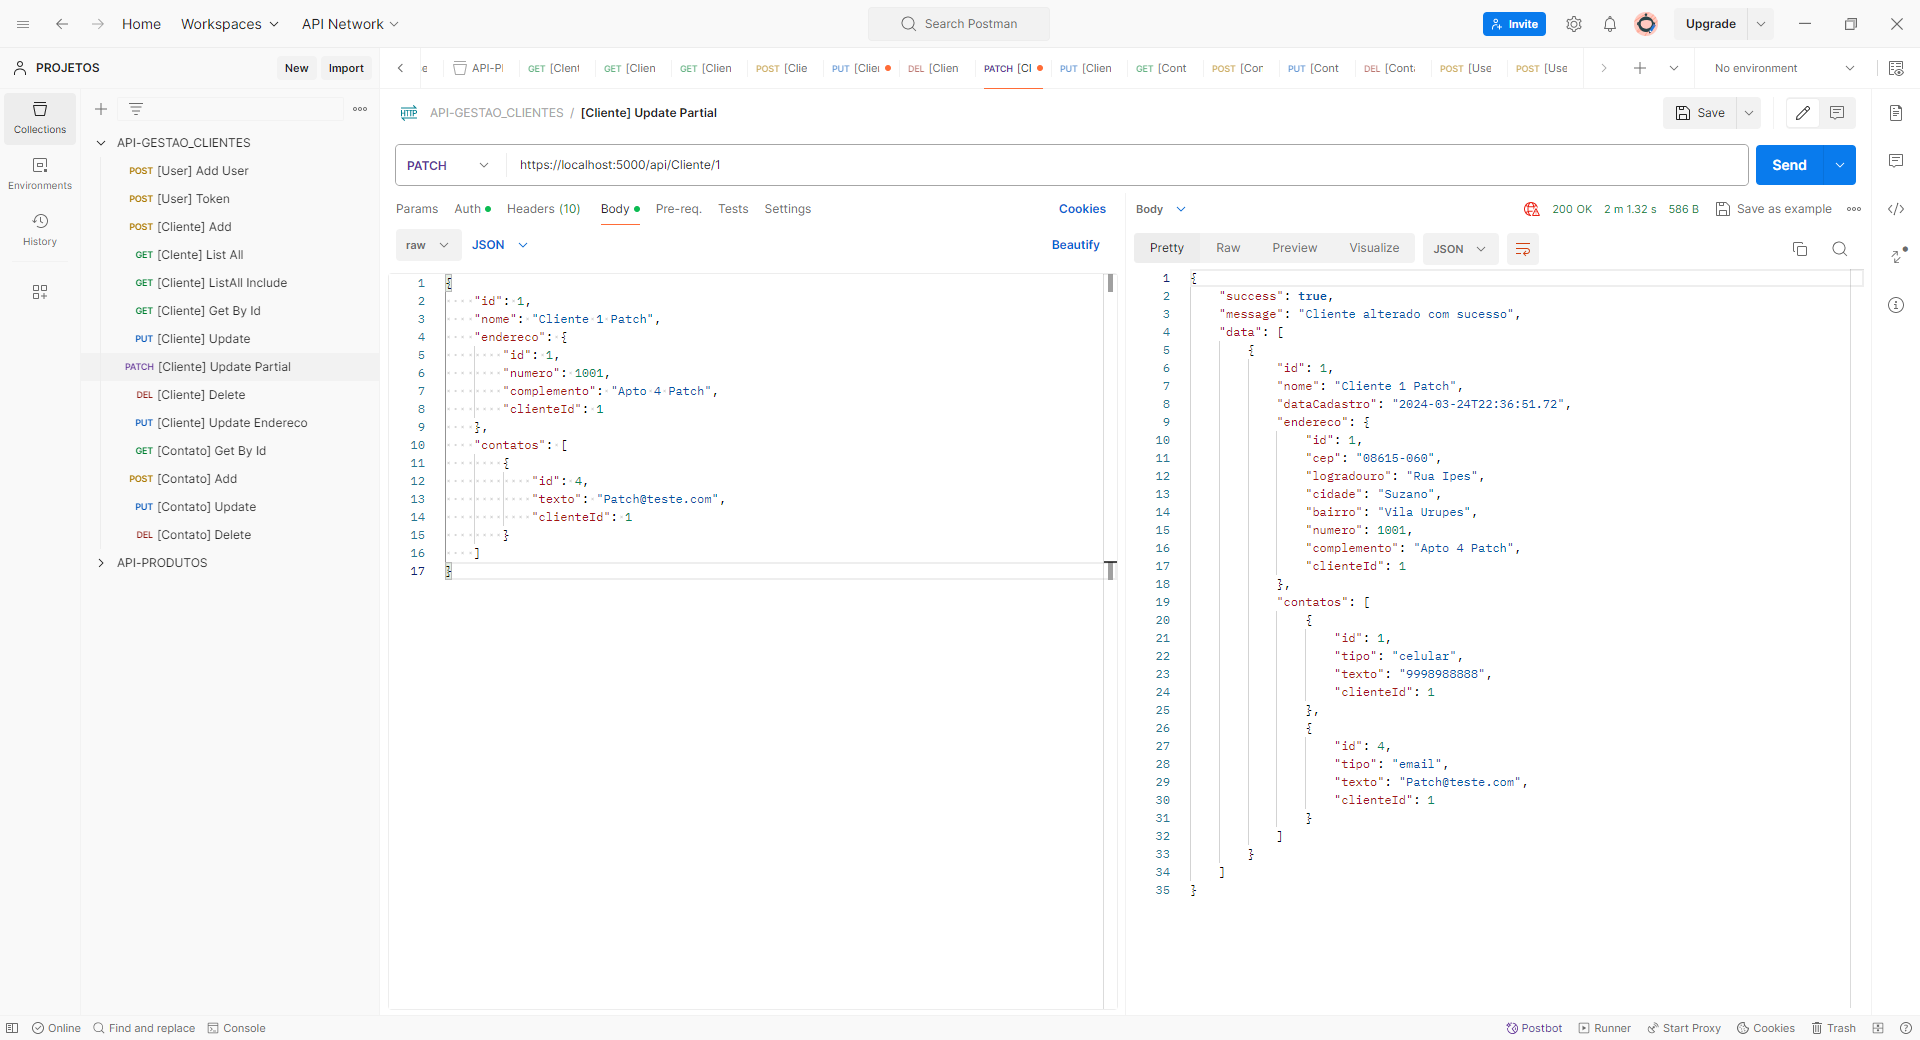 Home Workspaces API Network Search Postman Invite Upgrade
PROJETOS New Import
e API-PI GET [Client GET [Clien GET [Clien POST [Clie PUT [Clien DEL [Clien PATCH [Cl PUT [Clien GET [Cont POST [Cor PUT [Cont DEL [Cont POST [Use POST [Use No environment
Collections
Environments
History
API-GESTAO_CLIENTES
POST [User] Add User
POST [User] Token
POST [Cliente] Add
GET [Clente] List All
GET [Cliente] ListAll Include
GET [Cliente] Get By Id
PUT [Cliente] Update
PATCH [Cliente] Update Partial
DEL [Cliente] Delete
PUT [Cliente] Update Endereco
GET [Contato] Get By Id
POST [Contato] Add
PUT [Contato] Update
DEL [Contato] Delete
API-PRODUTOS
HTTP API-GESTAO_CLIENTES / [Cliente] Update Partial Save
PATCH https://localhost:5000/api/Cliente/1 Send
Params Auth Headers (10) Body Pre-req. Tests Settings Cookies
raw JSON Beautify
1 {
2 "id": 1,
3 "nome": "Cliente 1 Patch",
4 "endereco": {
5 "id": 1,
6 "numero": 1001,
7 "complemento": "Apto 4 Patch",
8 "clienteId": 1
9 },
10 "contatos": [
11 {
12 "id": 4,
13 "texto": "Patch@teste.com",
14 "clienteId": 1
15 }
16 ]
17 }
Body 200 OK 2 m 1.32 s 586 B Save as example
Pretty Raw Preview Visualize JSON
1 {
2 "success": true,
3 "message": "Cliente alterado com sucesso",
4 "data": [
5 {
6 "id": 1,
7 "nome": "Cliente 1 Patch",
8 "dataCadastro": "2024-03-24T22:36:51.72",
9 "endereco": {
10 "id": 1,
11 "cep": "08615-060",
12 "logradouro": "Rua Ipes",
13 "cidade": "Suzano",
14 "bairro": "Vila Urupes",
15 "numero": 1001,
16 "complemento": "Apto 4 Patch",
17 "clienteId": 1
18 },
19 "contatos": [
20 {
21 "id": 1,
22 "tipo": "celular",
23 "texto": "9998988888",
24 "clienteId": 1
25 },
26 {
27 "id": 4,
28 "tipo": "email",
29 "texto": "Patch@teste.com",
30 "clienteId": 1
31 }
32 ]
33 }
34 ]
35 }
Online Find and replace Console Postbot Runner Start Proxy Cookies Trash